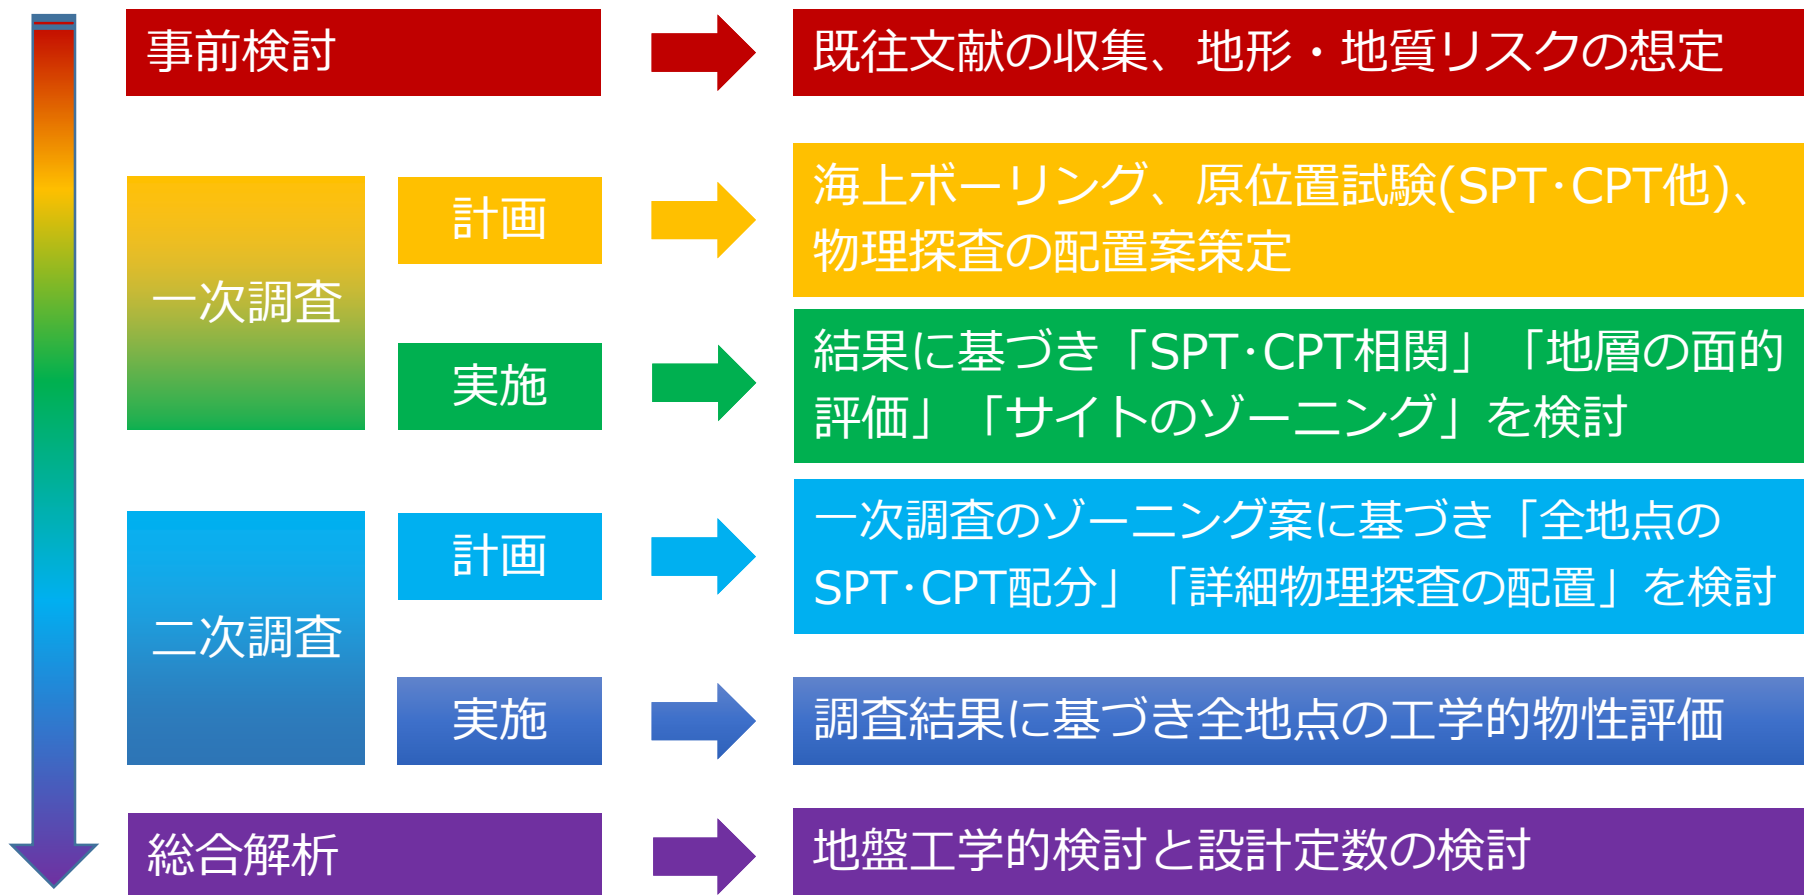 事前検討
既往文献の収集、地形・地質リスクの想定
一次調査
計画
海上ボーリング、原位置試験(SPT・CPT他)、
物理探査の配置案策定
実施
結果に基づき「SPT・CPT相関」「地層の面的
評価」「サイトのゾーニング」を検討
二次調査
計画
一次調査のゾーニング案に基づき「全地点の
SPT・CPT配分」「詳細物理探査の配置」を検討
実施
調査結果に基づき全地点の工学的物性評価
総合解析
地盤工学的検討と設計定数の検討